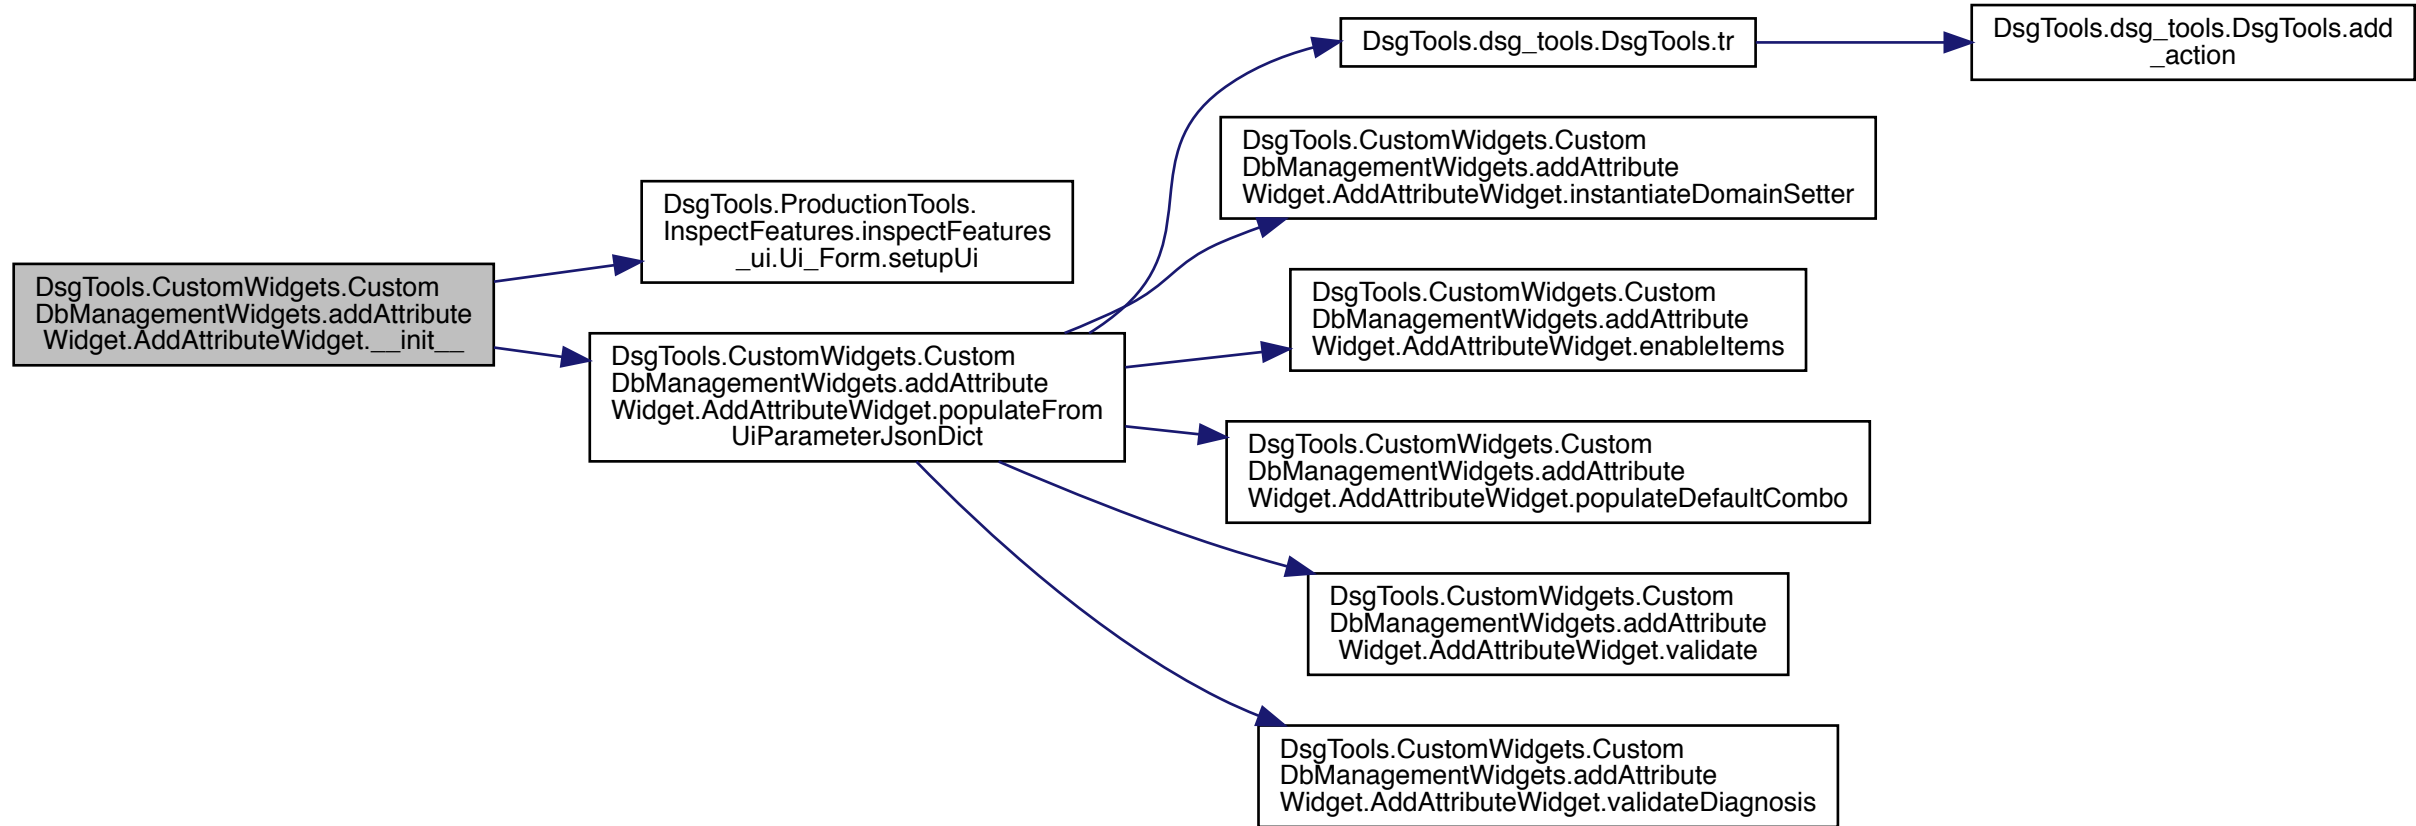 DsgTools.CustomWidgets.Custom
DbManagementWidgets.addAttribute
Widget.AddAttributeWidget.__init__
DsgTools.ProductionTools.
InspectFeatures.inspectFeatures
_ui.Ui_Form.setupUi
DsgTools.CustomWidgets.Custom
DbManagementWidgets.addAttribute
Widget.AddAttributeWidget.populateFrom
UiParameterJsonDict
DsgTools.dsg_tools.DsgTools.tr
DsgTools.dsg_tools.DsgTools.add
_action
DsgTools.CustomWidgets.Custom
DbManagementWidgets.addAttribute
Widget.AddAttributeWidget.instantiateDomainSetter
DsgTools.CustomWidgets.Custom
DbManagementWidgets.addAttribute
Widget.AddAttributeWidget.enableItems
DsgTools.CustomWidgets.Custom
DbManagementWidgets.addAttribute
Widget.AddAttributeWidget.populateDefaultCombo
DsgTools.CustomWidgets.Custom
DbManagementWidgets.addAttribute
Widget.AddAttributeWidget.validate
DsgTools.CustomWidgets.Custom
DbManagementWidgets.addAttribute
Widget.AddAttributeWidget.validateDiagnosis